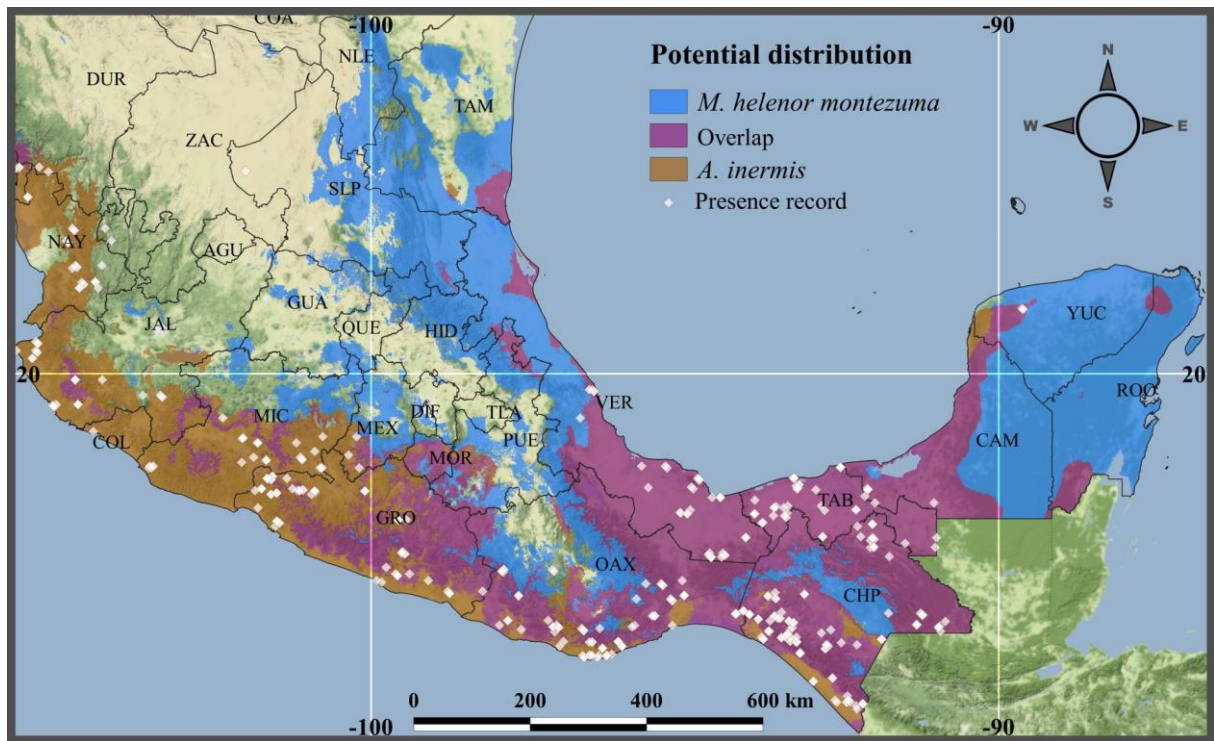 COA
-100
-90
NLE
DUR
TAM
ZAC
Potential distribution
M. helenor montezuma
Overlap
A. inermis
Presence record
N
W
E
S
SLP
NAY
AGU
GUA
JAL
QUE
HID
YUC
20
20
ROO
VER
MIC
MEX
DIF
TLA
PUE
COL
MOR
CAM
TAB
GRO
OAX
CHP
0 200 400 600 km
-100
-90